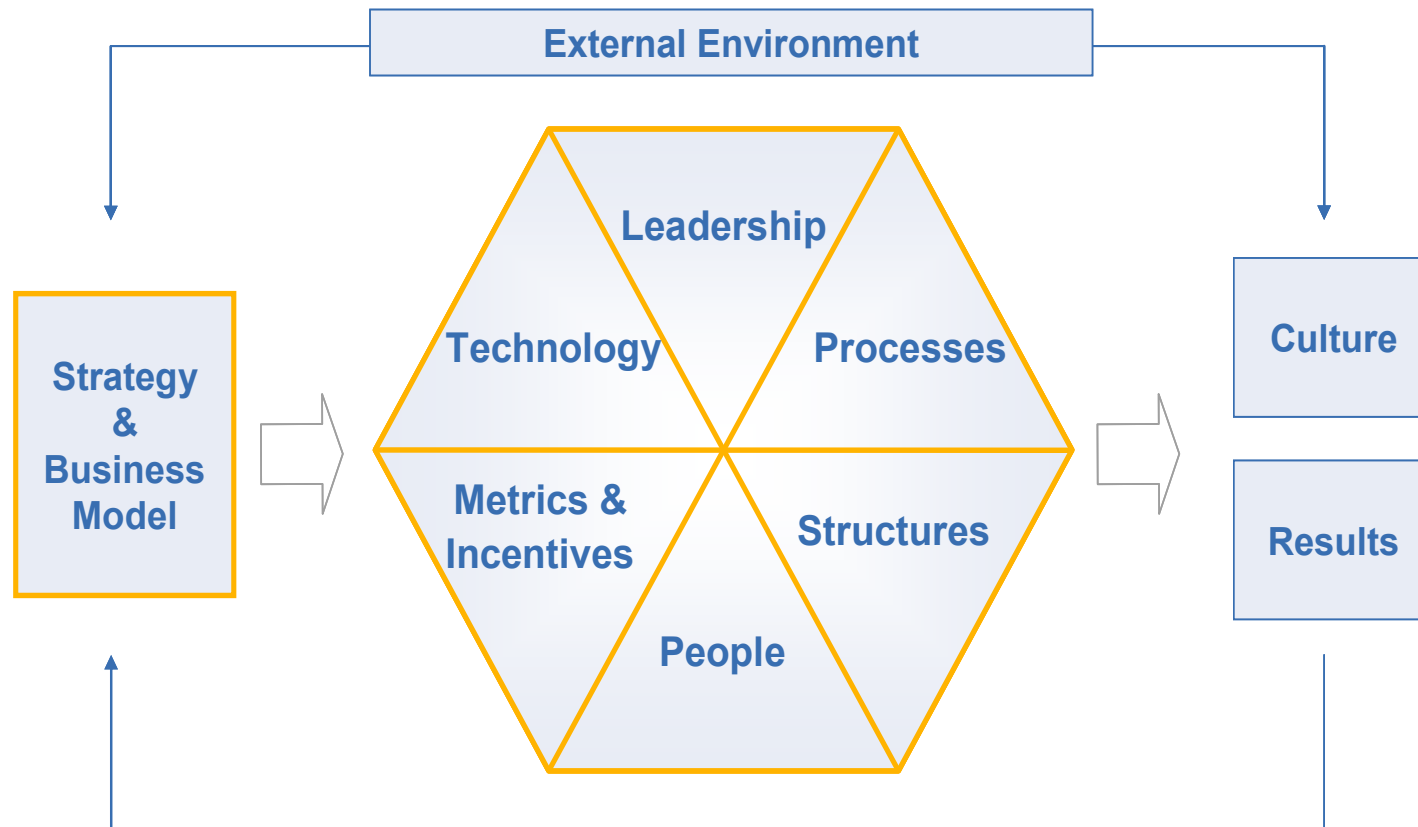 External Environment
Leadership
Technology
Processes
Culture
Strategy
&
Business
Model
Metrics &
Incentives
Structures
Results
People